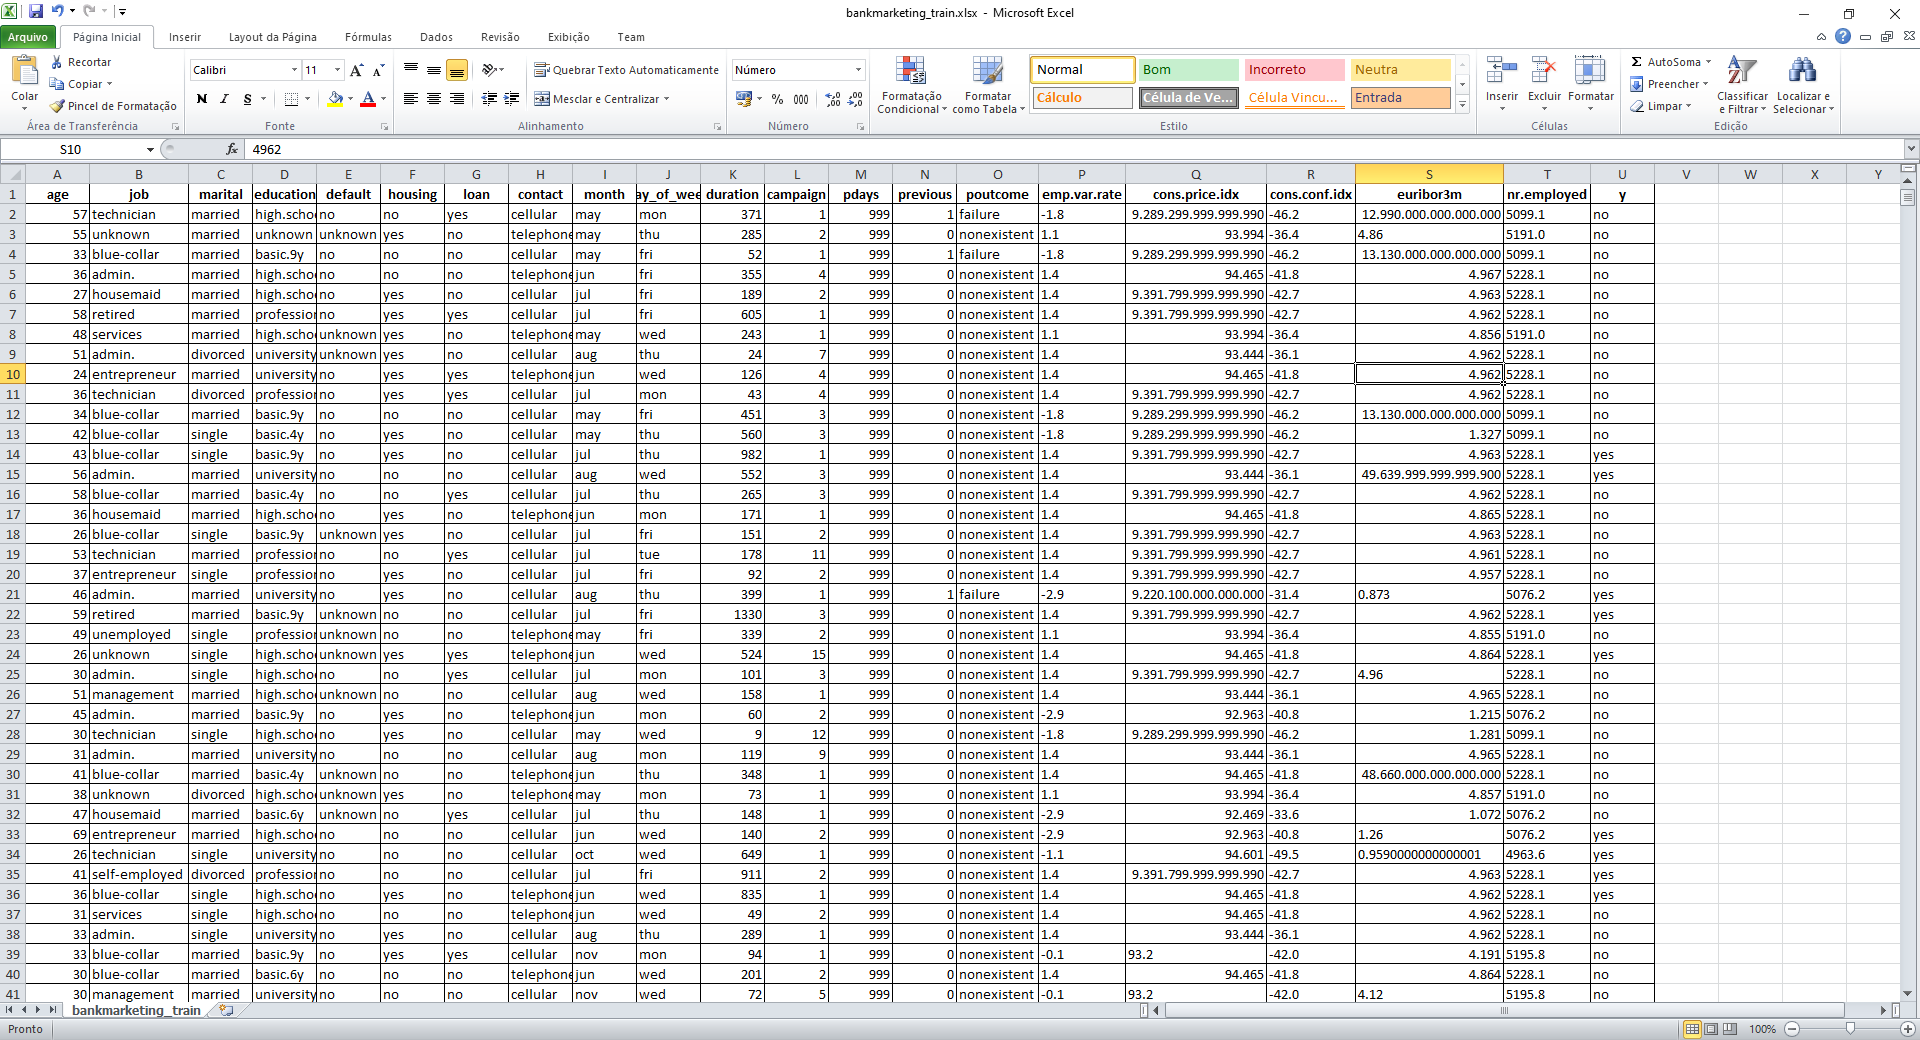 bankmarketing_train.xlsx - Microsoft Excel
Arquivo Página Inicial Inserir Layout da Página Fórmulas Dados Revisão Exibição Team
Colar
Recortar
Copiar
Pincel de Formatação
Área de Transferência
Calibri 11
N I S A
Fonte
Quebrar Texto Automaticamente
Mesclar e Centralizar
Alinhamento
Número
% 000
Número
Formatação Condicional
Formatar como Tabela
Normal Bom Incorreto Neutra
Cálculo Célula de Ve... Célula Vincu... Entrada
Estilo
Inserir Excluir Formatar
Células
AutoSoma
Preencher
Limpar
Classificar e Filtrar
Localizar e Selecionar
Edição
S10 fx 4962
A B C D E F G H I J K L M N O P Q R S T U V W X Y
1 age job marital education default housing loan contact month ay_of_wee duration campaign pdays previous poutcome emp.var.rate cons.price.idx cons.conf.idx euribor3m nr.employed y
2 57 technician married high.scho no no yes cellular may mon 371 1 999 1 failure -1.8 9.289.299.999.999.990 -46.2 12.990.000.000.000.000 5099.1 no
3 55 unknown married unknown unknown yes no telephone may thu 285 2 999 0 nonexistent 1.1 93.994 -36.4 4.86 5191.0 no
4 33 blue-collar married basic.9y no no no cellular may fri 52 1 999 1 failure -1.8 9.289.299.999.999.990 -46.2 13.130.000.000.000.000 5099.1 no
5 36 admin. married high.scho no no no telephone jun fri 355 4 999 0 nonexistent 1.4 94.465 -41.8 4.967 5228.1 no
6 27 housemaid married high.scho no yes no cellular jul fri 189 2 999 0 nonexistent 1.4 9.391.799.999.999.990 -42.7 4.963 5228.1 no
7 58 retired married profession no yes yes cellular jul fri 605 1 999 0 nonexistent 1.4 9.391.799.999.999.990 -42.7 4.962 5228.1 no
8 48 services married high.scho unknown yes no telephone may wed 243 1 999 0 nonexistent 1.1 93.994 -36.4 4.856 5191.0 no
9 51 admin. divorced university unknown yes no cellular aug thu 24 7 999 0 nonexistent 1.4 93.444 -36.1 4.962 5228.1 no
10 24 entrepreneur married university no yes yes telephone jun wed 126 4 999 0 nonexistent 1.4 94.465 -41.8 4.962 5228.1 no
11 36 technician divorced profession no yes yes cellular jul mon 43 4 999 0 nonexistent 1.4 9.391.799.999.999.990 -42.7 4.962 5228.1 no
12 34 blue-collar married basic.9y no no no cellular may fri 451 3 999 0 nonexistent -1.8 9.289.299.999.999.990 -46.2 13.130.000.000.000.000 5099.1 no
13 42 blue-collar single basic.4y no yes no cellular may thu 560 3 999 0 nonexistent -1.8 9.289.299.999.999.990 -46.2 1.327 5099.1 no
14 43 blue-collar single basic.9y no yes no cellular jul thu 982 1 999 0 nonexistent 1.4 9.391.799.999.999.990 -42.7 4.963 5228.1 yes
15 56 admin. married university no no no cellular aug wed 552 3 999 0 nonexistent 1.4 93.444 -36.1 49.639.999.999.999.900 5228.1 yes
16 58 blue-collar married basic.4y no no yes cellular jul thu 265 3 999 0 nonexistent 1.4 9.391.799.999.999.990 -42.7 4.962 5228.1 no
17 36 housemaid married high.scho no yes no telephone jun mon 171 1 999 0 nonexistent 1.4 94.465 -41.8 4.865 5228.1 no
18 26 blue-collar single basic.9y unknown yes no cellular jul fri 151 2 999 0 nonexistent 1.4 9.391.799.999.999.990 -42.7 4.963 5228.1 no
19 53 technician married profession no no yes cellular jul tue 178 11 999 0 nonexistent 1.4 9.391.799.999.999.990 -42.7 4.961 5228.1 no
20 37 entrepreneur single profession no yes no cellular jul fri 92 2 999 0 nonexistent 1.4 9.391.799.999.999.990 -42.7 4.957 5228.1 no
21 46 admin. married university no yes no cellular aug thu 399 1 999 1 failure -2.9 9.220.100.000.000.000 -31.4 0.873 5076.2 yes
22 59 retired married basic.9y unknown no no cellular jul fri 1330 3 999 0 nonexistent 1.4 9.391.799.999.999.990 -42.7 4.962 5228.1 yes
23 49 unemployed single profession unknown no no telephone may fri 339 2 999 0 nonexistent 1.1 93.994 -36.4 4.855 5191.0 no
24 26 unknown single high.scho unknown yes yes telephone jun wed 524 15 999 0 nonexistent 1.4 94.465 -41.8 4.864 5228.1 yes
25 30 admin. single high.scho no no yes cellular jul mon 101 3 999 0 nonexistent 1.4 9.391.799.999.999.990 -42.7 4.96 5228.1 no
26 51 management married high.scho unknown no no cellular aug wed 158 1 999 0 nonexistent 1.4 93.444 -36.1 4.965 5228.1 no
27 45 admin. married basic.9y no yes no telephone jun mon 60 2 999 0 nonexistent -2.9 92.963 -40.8 1.215 5076.2 no
28 30 technician single high.scho no yes no cellular may wed 9 12 999 0 nonexistent -1.8 9.289.299.999.999.990 -46.2 1.281 5099.1 no
29 31 admin. married university no no no cellular aug mon 119 9 999 0 nonexistent 1.4 93.444 -36.1 4.965 5228.1 no
30 41 blue-collar married basic.4y unknown no no telephone jun thu 348 1 999 0 nonexistent 1.4 94.465 -41.8 48.660.000.000.000.000 5228.1 no
31 38 unknown divorced high.scho unknown yes no telephone may mon 73 1 999 0 nonexistent 1.1 93.994 -36.4 4.857 5191.0 no
32 47 housemaid married basic.6y unknown no yes cellular jul thu 148 1 999 0 nonexistent -2.9 92.469 -33.6 1.072 5076.2 no
33 69 entrepreneur married high.scho no no no cellular jun wed 140 2 999 0 nonexistent -2.9 92.963 -40.8 1.26 5076.2 yes
34 26 technician single university no no no cellular oct wed 649 1 999 0 nonexistent -1.1 94.601 -49.5 0.9590000000000001 4963.6 yes
35 41 self-employed divorced profession no no no cellular jul fri 911 2 999 0 nonexistent 1.4 9.391.799.999.999.990 -42.7 4.963 5228.1 yes
36 36 blue-collar single high.scho no yes no telephone jun wed 835 1 999 0 nonexistent 1.4 94.465 -41.8 4.962 5228.1 yes
37 31 services single high.scho no no no telephone jun wed 49 2 999 0 nonexistent 1.4 94.465 -41.8 4.962 5228.1 no
38 33 admin. single university no yes no cellular aug thu 289 1 999 0 nonexistent 1.4 93.444 -36.1 4.962 5228.1 no
39 33 blue-collar married basic.9y no yes yes cellular nov mon 94 1 999 0 nonexistent -0.1 93.2 -42.0 4.191 5195.8 no
40 30 blue-collar married basic.6y no no no telephone jun wed 201 2 999 0 nonexistent 1.4 94.465 -41.8 4.864 5228.1 no
41 30 management married university no no no cellular nov wed 72 5 999 0 nonexistent -0.1 93.2 -42.0 4.12 5195.8 no
bankmarketing_train
Pronto 100%